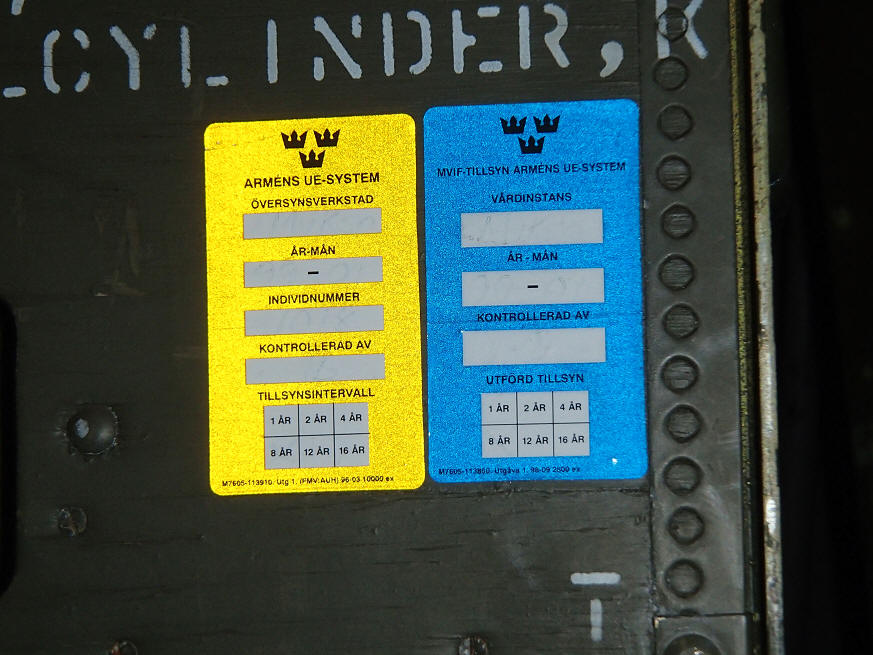 CYLINDER, K
ARMÉNS UE-SYSTEM
ÖVERSYNSVERKSTAD
ÅR-MÅN
–
INDIVIDNUMMER
KONTROLLERAD AV
TILLSYNSINTERVALL
1 ÅR 2 ÅR 4 ÅR
8 ÅR 12 ÅR 16 ÅR
M7605-113910. Utg 1. (FMV:AUH) 96-03 10000 ex
MVIF-TILLSYN ARMÉNS UE-SYSTEM
VÅRDINSTANS
ÅR - MÅN
–
KONTROLLERAD AV
UTFÖRD TILLSYN
1 ÅR 2 ÅR 4 ÅR
8 ÅR 12 ÅR 16 ÅR
M7605-113850. Utgåva 1. 98-09 2500 ex